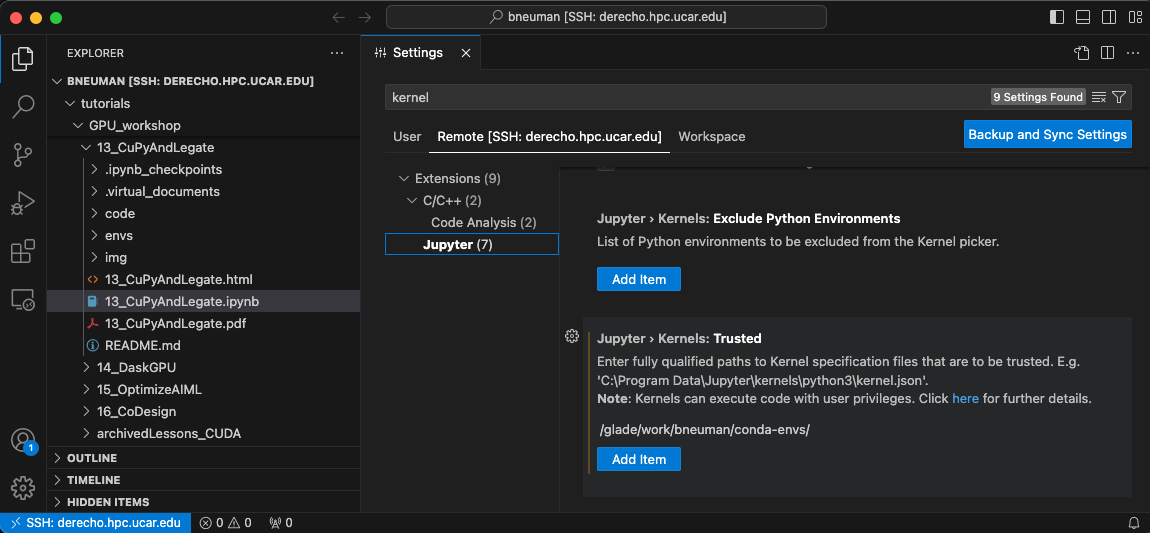 bneuman [SSH: derecho.hpc.ucar.edu]
EXPLORER
BNEUMAN [SSH: DERECHO.HPC.UCAR.EDU]
tutorials
GPU_workshop
13_CuPyAndLegate
.ipynb_checkpoints
.virtual_documents
code
envs
img
13_CuPyAndLegate.html
13_CuPyAndLegate.ipynb
13_CuPyAndLegate.pdf
README.md
14_DaskGPU
15_OptimizeAIML
16_CoDesign
archivedLessons_CUDA
OUTLINE
TIMELINE
HIDDEN ITEMS
1
Settings
kernel
9 Settings Found
User Remote [SSH: derecho.hpc.ucar.edu] Workspace
Backup and Sync Settings
Extensions (9)
C/C++ (2)
Code Analysis (2)
Jupyter (7)
Jupyter › Kernels: Exclude Python Environments
List of Python environments to be excluded from the Kernel picker.
Add Item
Jupyter › Kernels: Trusted
Enter fully qualified paths to Kernel specification files that are to be trusted. E.g.
'C:\Program Data\Jupyter\kernels\python3\kernel.json'.
Note: Kernels can execute code with user privileges. Click here for further details.
/glade/work/bneuman/conda-envs/
Add Item
SSH: derecho.hpc.ucar.edu 0 0 0